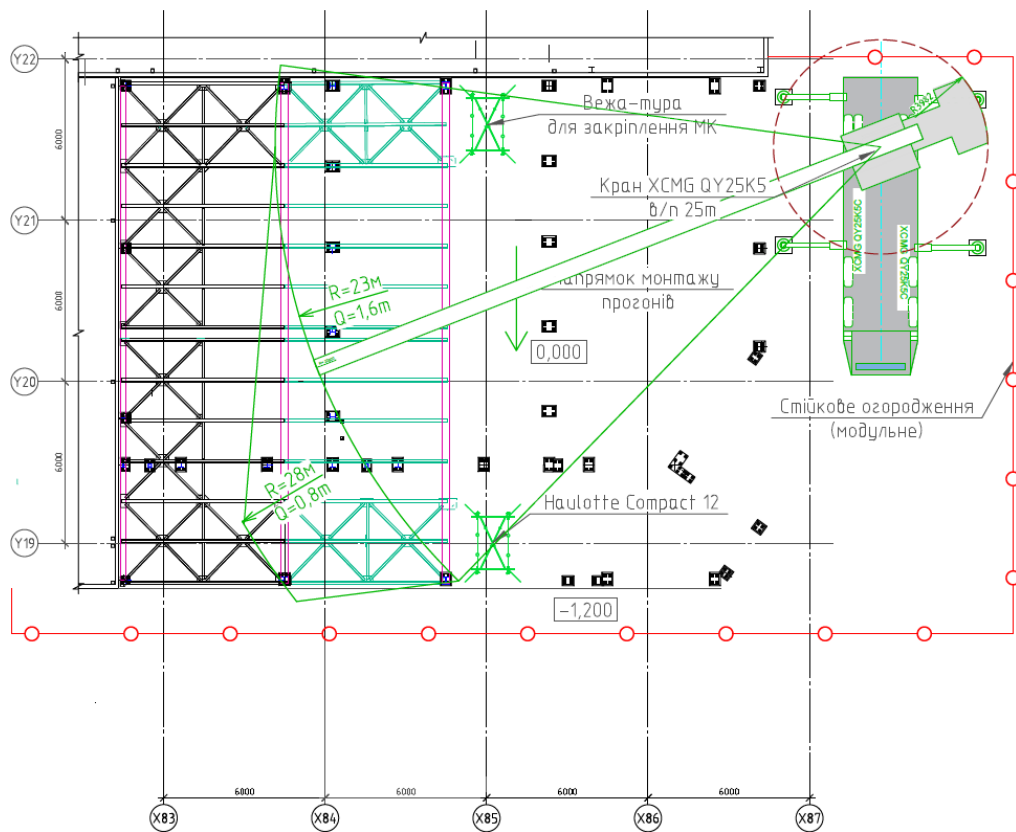 Y22
Вежа-тура
для закріплення МК
R3982
6000
Кран XCMG QY25K5
в/п 25т
Y21
XCMG QY25K5C
XCMG QY25K5C
Напрямок монтажу
прогонів
R=23м
Q=1,6т
6000
0,000
Y20
Стійкове огородження
(модульне)
6000
R=28м
Q=0,8т
Haulotte Compact 12
Y19
-1,200
6000
6000
6000
6000
X83
X84
X85
X86
X87